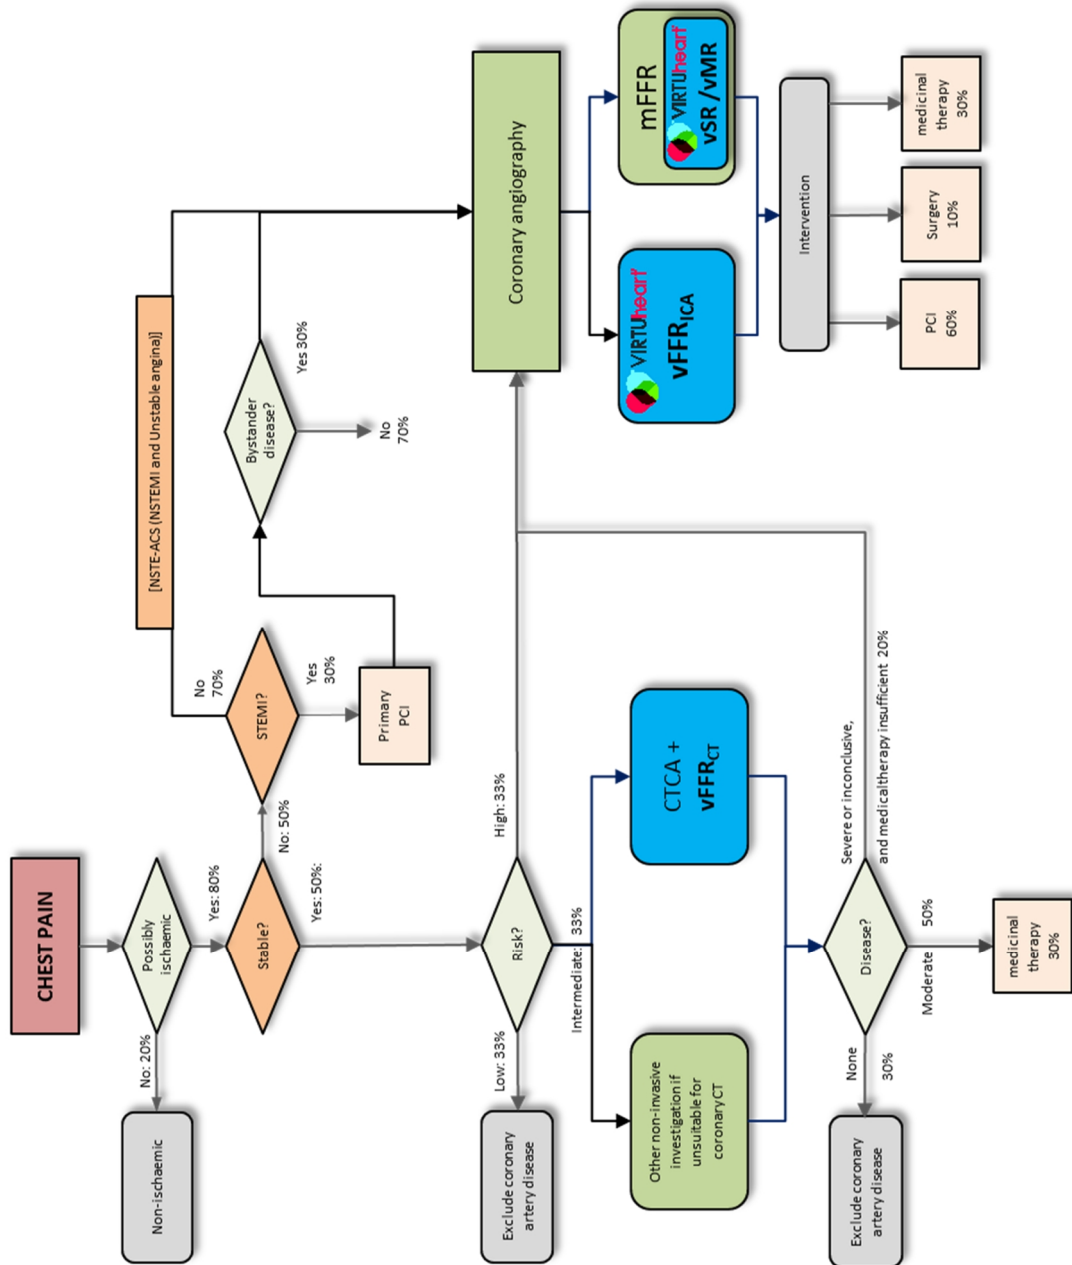 CHEST PAIN
Possibly
ischaemic
No: 20%
Non-ischaemic
Yes: 80%
Stable?
No: 50%
Yes: 50%:
STEMI?
No
70%
Yes
30%
Primary
PCI
[NSTE-ACS (NSTEMI and Unstable angina)]
Bystander
disease?
Yes 30%
No
70%
Risk?
Low: 33%
Exclude coronary
artery disease
High: 33%
Intermediate: 33%
Other non-invasive
investigation if
unsuitable for
coronary CT
CTCA +
vFFRCT
Disease?
None
30%
Exclude coronary
artery disease
Moderate 50%
medicinal
therapy
30%
Severe or inconclusive,
and medicaltherapy insufficient 20%
Coronary angiography
VIRTUheart
vFFRICA
mFFR
VIRTUheart
vSR /vMR
Intervention
PCI
60%
Surgery
10%
medicinal
therapy
30%